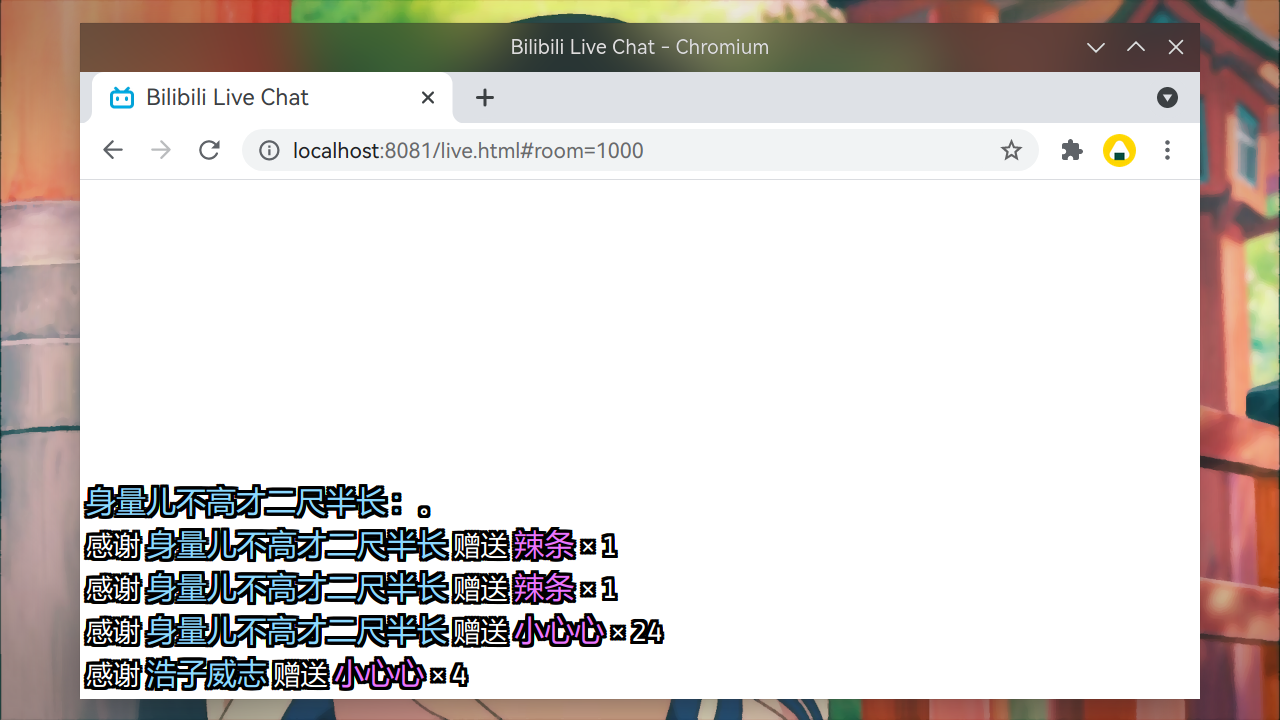 Bilibili Live Chat - Chromium
Bilibili Live Chat
localhost:8081/live.html#room=1000
身量儿不高才二尺半长：。
感谢 身量儿不高才二尺半长 赠送 辣条 × 1
感谢 身量儿不高才二尺半长 赠送 辣条 × 1
感谢 身量儿不高才二尺半长 赠送 小心心 × 24
感谢 浩子威志 赠送 小心心 × 4